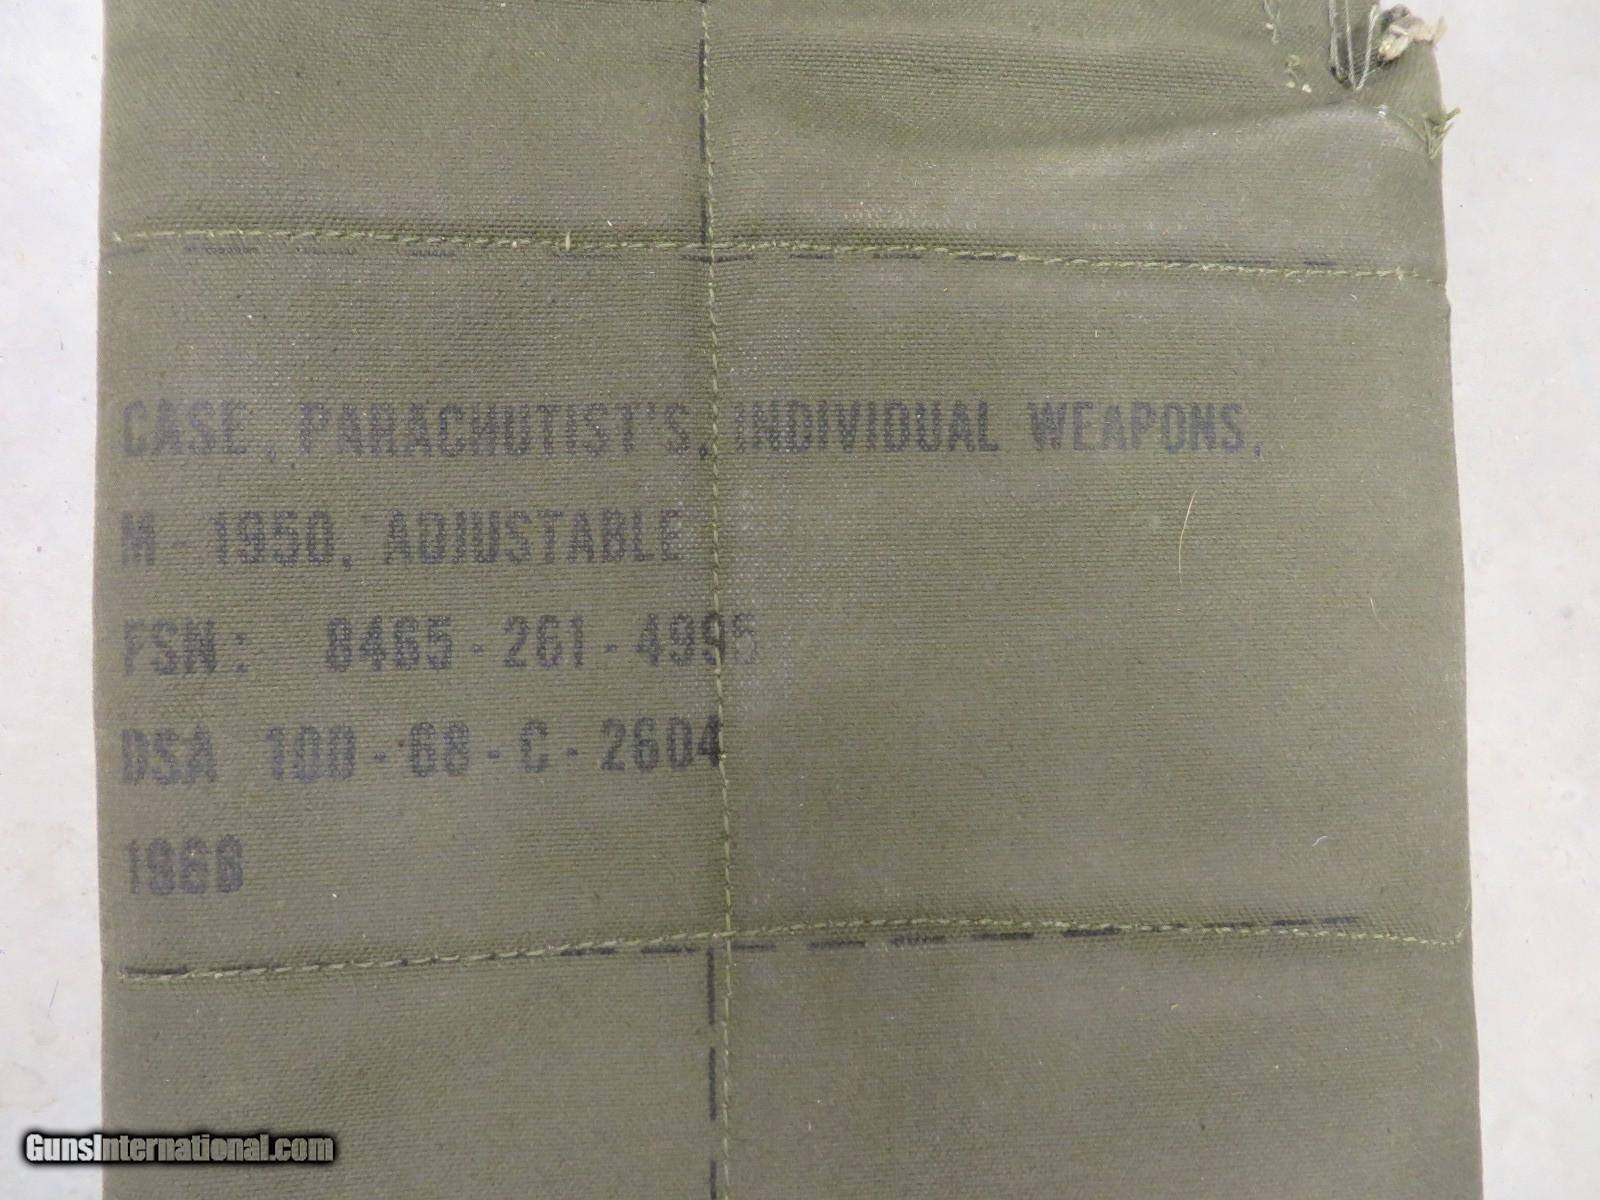 CASE, PARACHUTIST'S, INDIVIDUAL WEAPONS,
M-1950, ADJUSTABLE
FSN: 8465-261-4995
DSA 100-68-C-2604
1968
GunsInternational.com